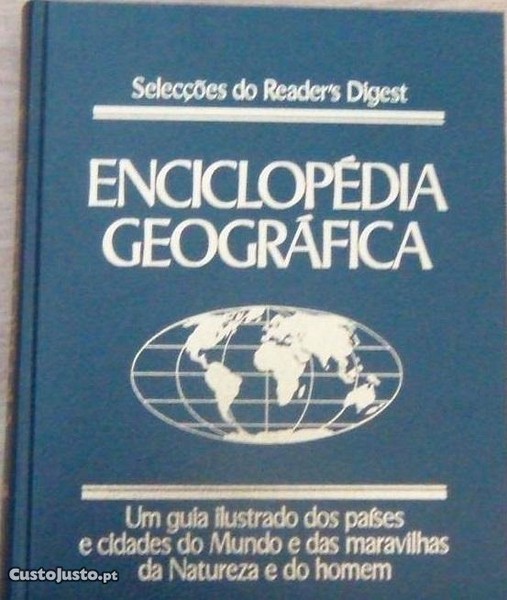 Selecções do Reader's Digest
ENCICLOPÉDIA
GEOGRÁFICA
Um guia ilustrado dos países
e cidades do Mundo e das maravilhas
da Natureza e do homem
CustoJusto.pt